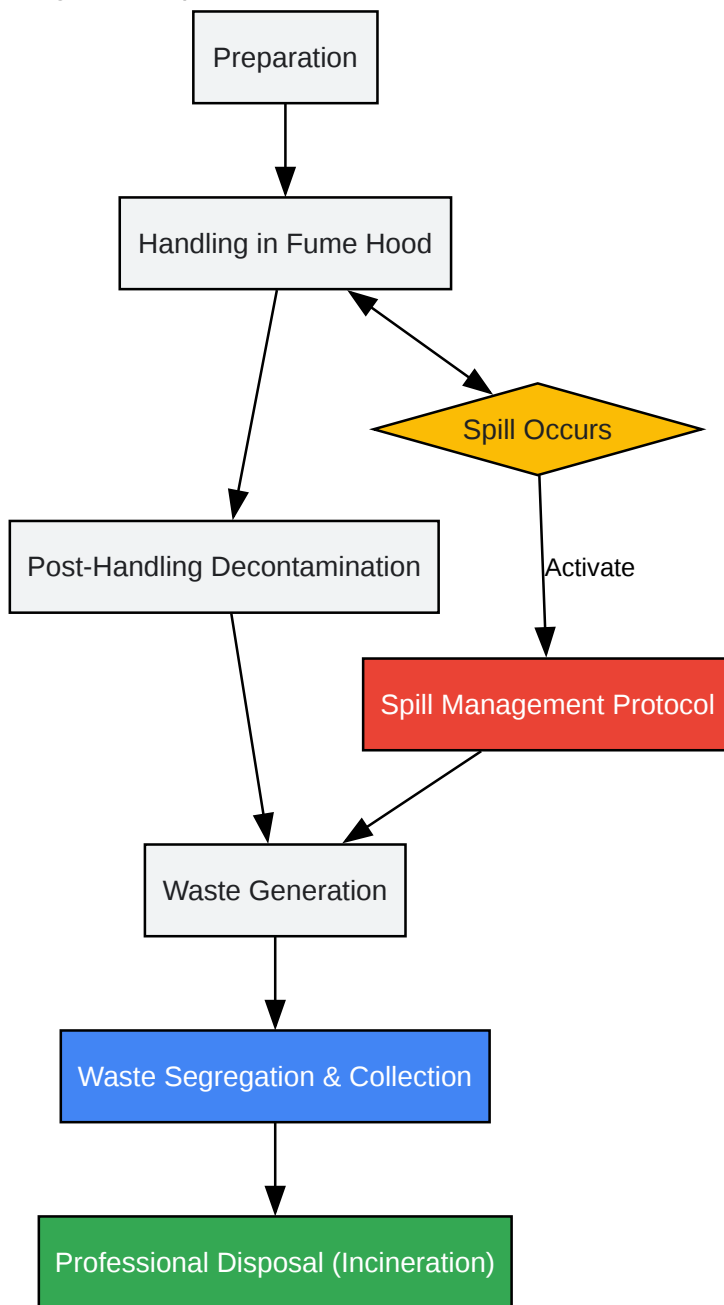 Preparation
Handling in Fume Hood
Spill Occurs
Post-Handling Decontamination
Activate
Spill Management Protocol
Waste Generation
Waste Segregation & Collection
Professional Disposal (Incineration)